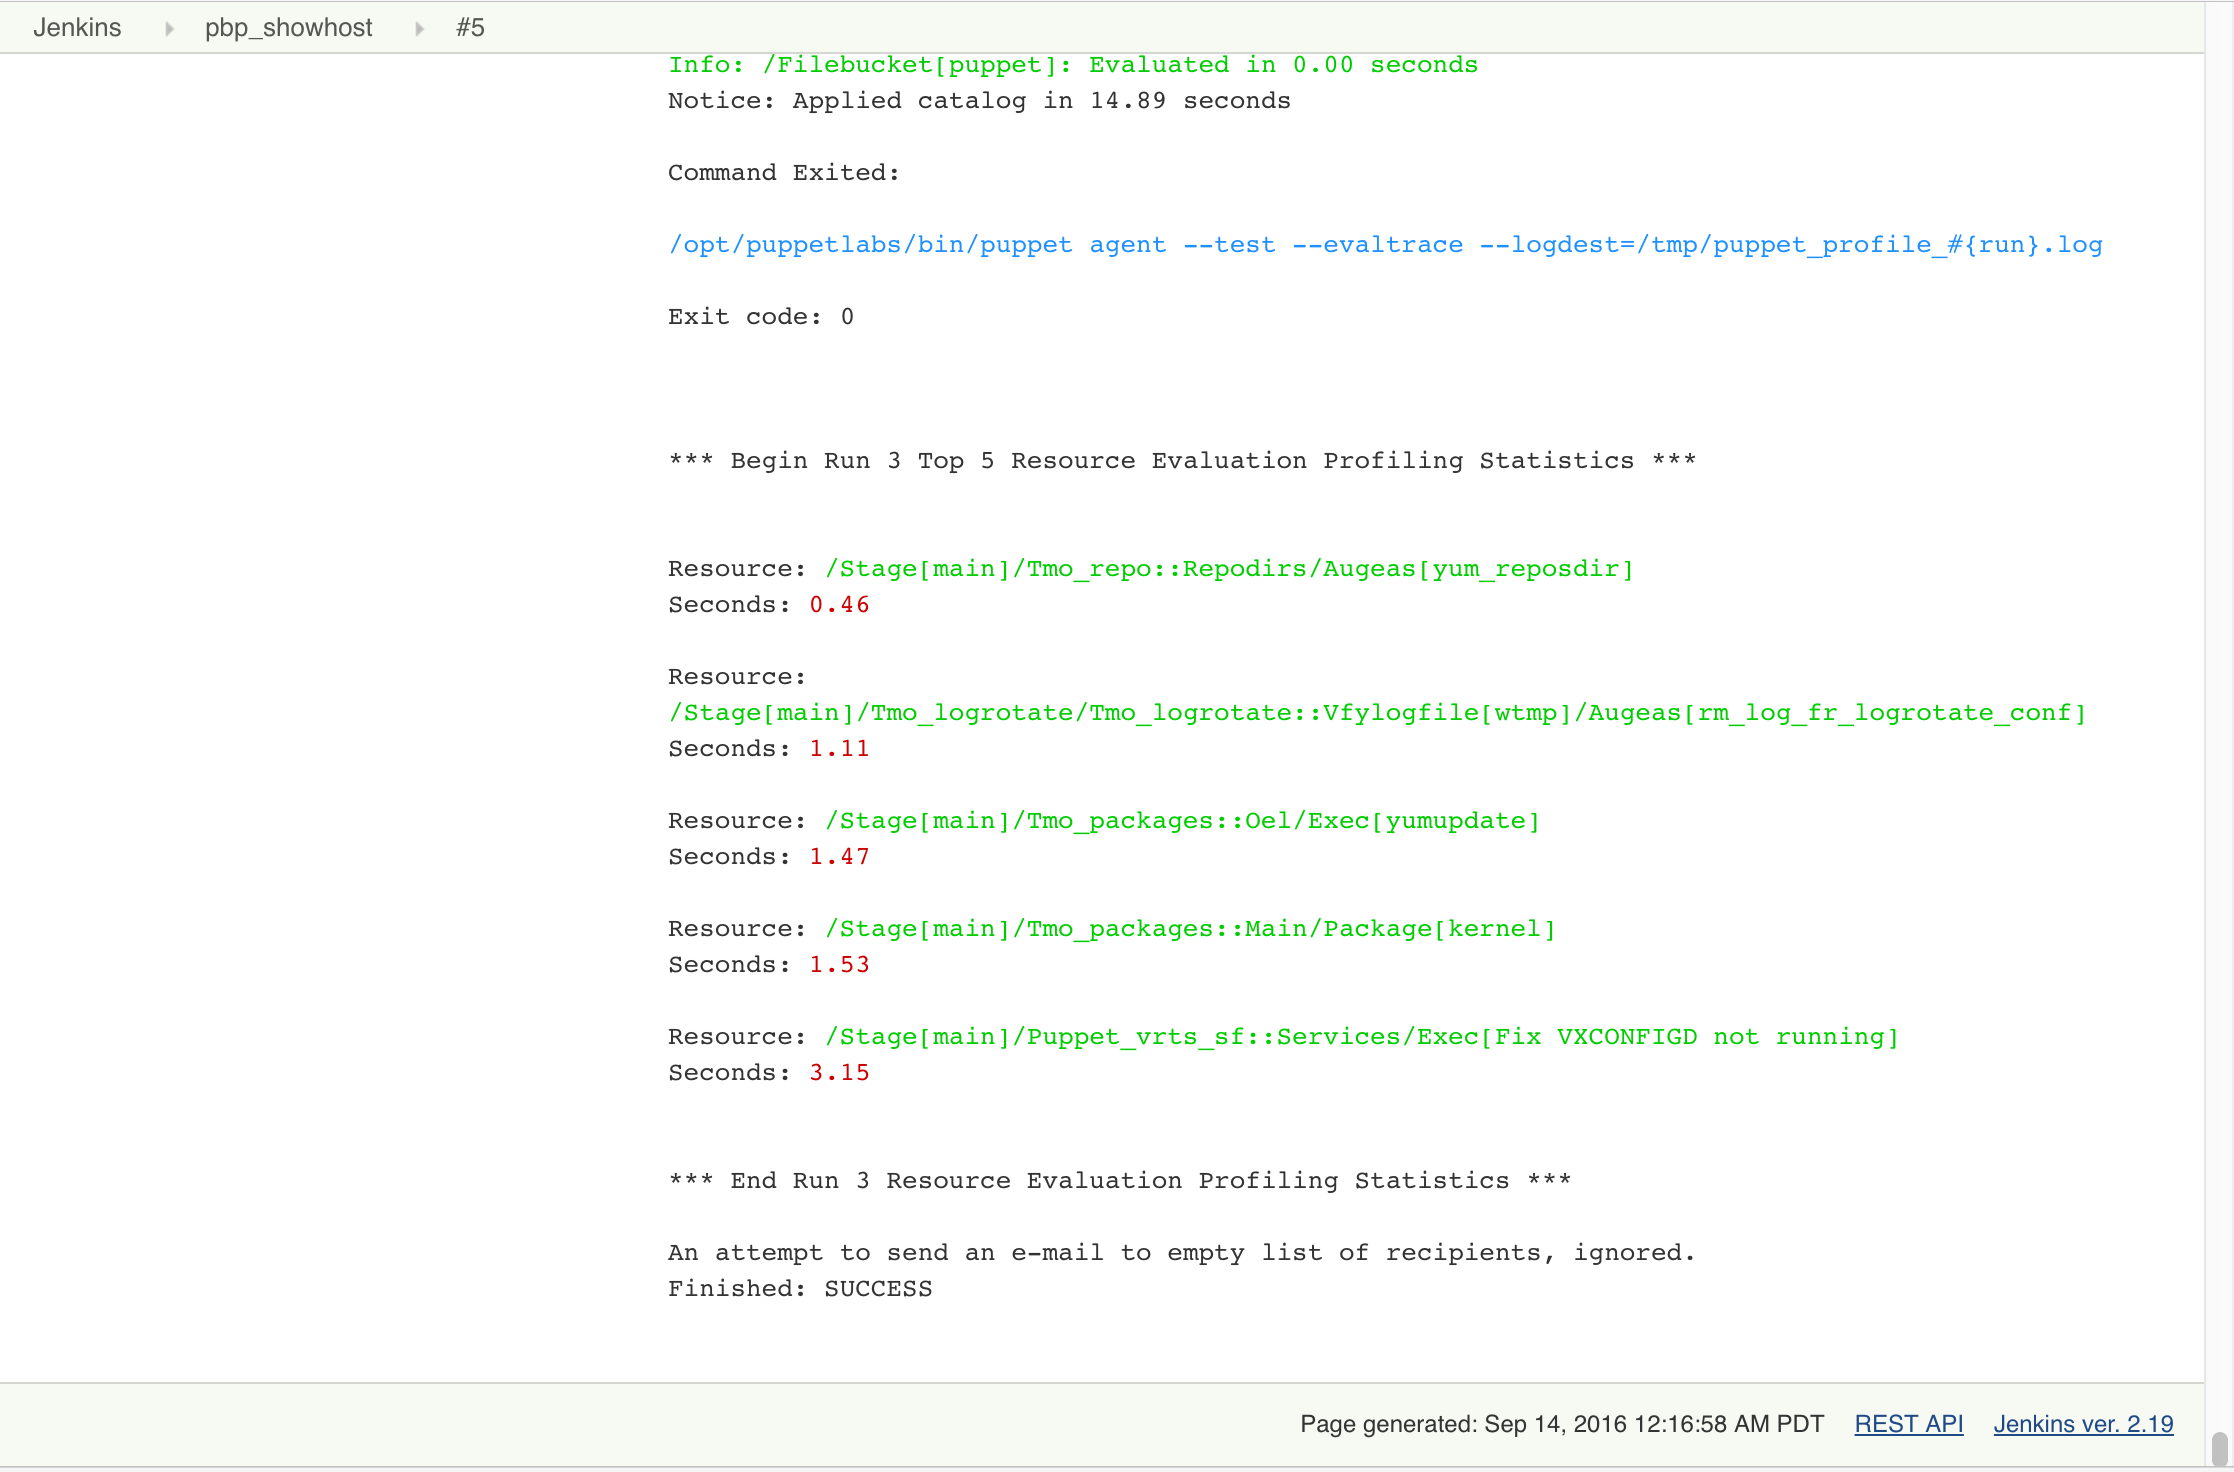 Jenkins pbp_showhost #5
Info: /Filebucket[puppet]: Evaluated in 0.00 seconds
Notice: Applied catalog in 14.89 seconds
Command Exited:
/opt/puppetlabs/bin/puppet agent --test --evaltrace --logdest=/tmp/puppet_profile_#{run}.log
Exit code: 0
*** Begin Run 3 Top 5 Resource Evaluation Profiling Statistics ***
Resource: /Stage[main]/Tmo_repo::Repodirs/Augeas[yum_reposdir]
Seconds: 0.46
Resource:
/Stage[main]/Tmo_logrotate/Tmo_logrotate::Vfylogfile[wtmp]/Augeas[rm_log_fr_logrotate_conf]
Seconds: 1.11
Resource: /Stage[main]/Tmo_packages::Oel/Exec[yumupdate]
Seconds: 1.47
Resource: /Stage[main]/Tmo_packages::Main/Package[kernel]
Seconds: 1.53
Resource: /Stage[main]/Puppet_vrts_sf::Services/Exec[Fix VXCONFIGD not running]
Seconds: 3.15
*** End Run 3 Resource Evaluation Profiling Statistics ***
An attempt to send an e-mail to empty list of recipients, ignored.
Finished: SUCCESS
Page generated: Sep 14, 2016 12:16:58 AM PDT REST API Jenkins ver. 2.19